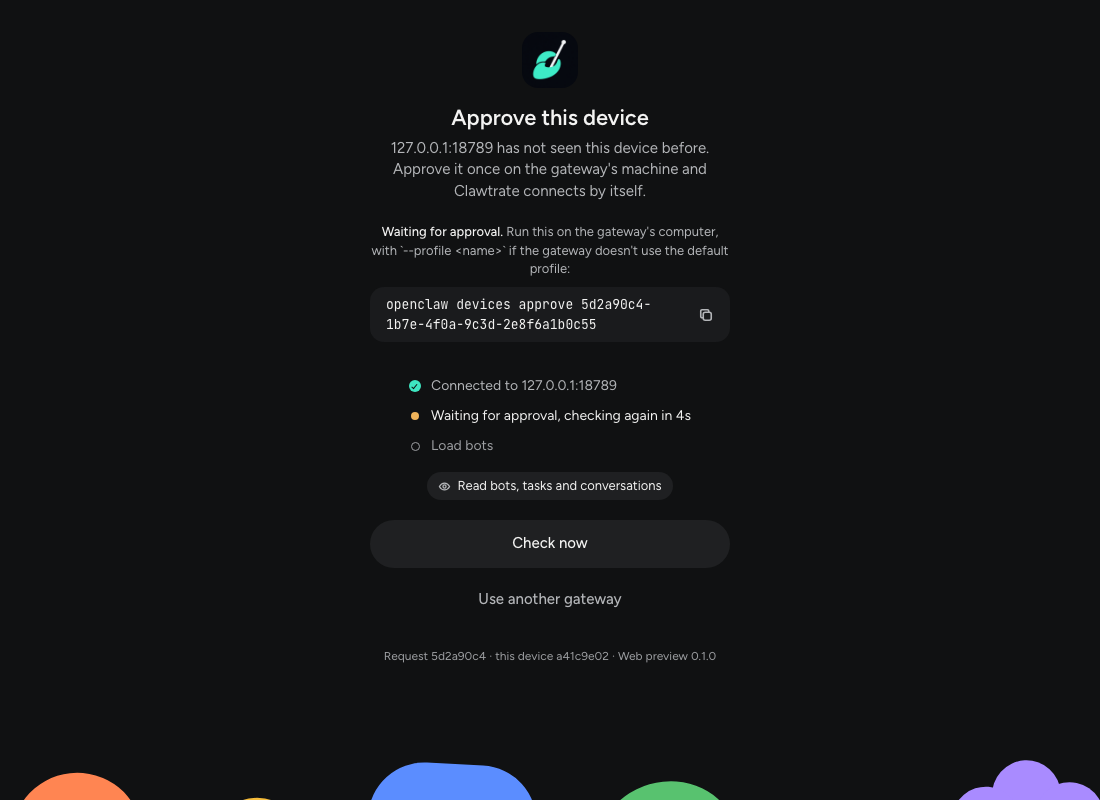 Approve this device
127.0.0.1:18789 has not seen this device before.
Approve it once on the gateway's machine and
Clawtrate connects by itself.
Waiting for approval. Run this on the gateway's computer,
with `--profile <name>` if the gateway doesn't use the default
profile:
openclaw devices approve 5d2a90c4-
1b7e-4f0a-9c3d-2e8f6a1b0c55
Connected to 127.0.0.1:18789
Waiting for approval, checking again in 4s
Load bots
Read bots, tasks and conversations
Check now
Use another gateway
Request 5d2a90c4 · this device a41c9e02 · Web preview 0.1.0